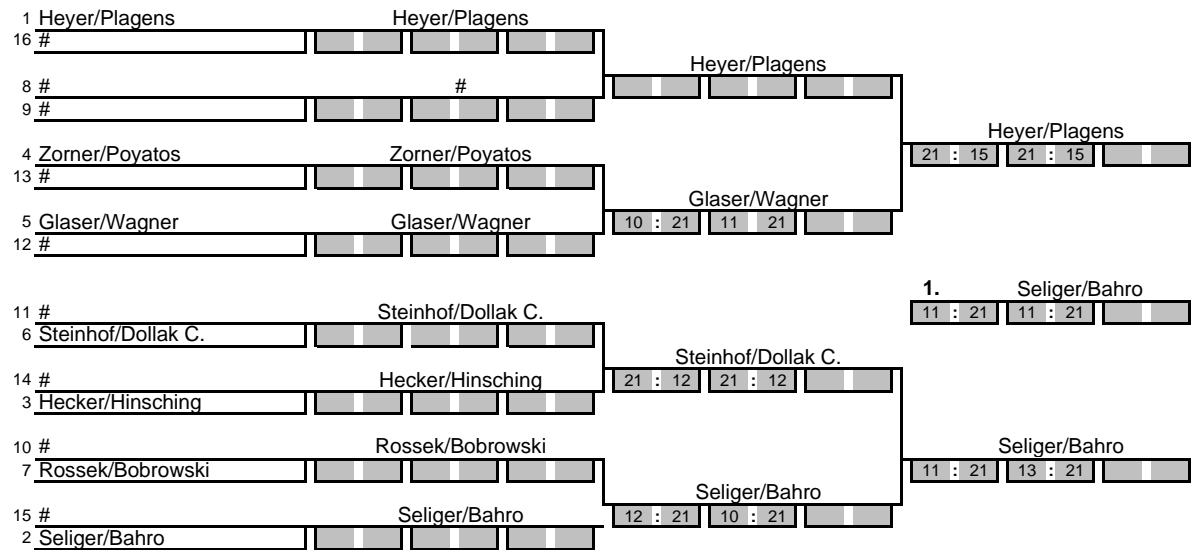 1 Heyer/Plagens Heyer/Plagens
16 #
Heyer/Plagens
8 # #
9 #
Heyer/Plagens
4 Zorner/Poyatos Zorner/Poyatos 21 : 15 21 : 15
13 #
Glaser/Wagner
5 Glaser/Wagner Glaser/Wagner 10 : 21 11 21
12 #
1. Seliger/Bahro
11 # Steinhof/Dollak C. 11 : 21 11 : 21
6 Steinhof/Dollak C.
Steinhof/Dollak C.
14 # Hecker/Hinsching 21 : 12 21 : 12
3 Hecker/Hinsching
10 # Rossek/Bobrowski Seliger/Bahro
7 Rossek/Bobrowski 11 : 21 13 : 21
Seliger/Bahro
15 # Seliger/Bahro 12 : 21 10 : 21
2 Seliger/Bahro